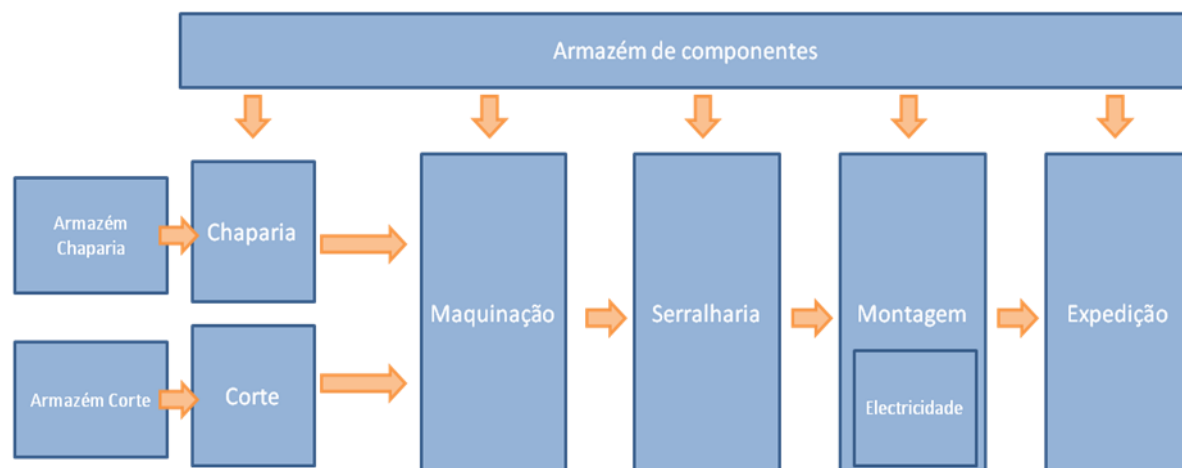 Armazém de componentes
Armazém
Chaparia
Chaparia
Maquinação
Serralharia
Montagem
Expedição
Armazém Corte
Corte
Electricidade